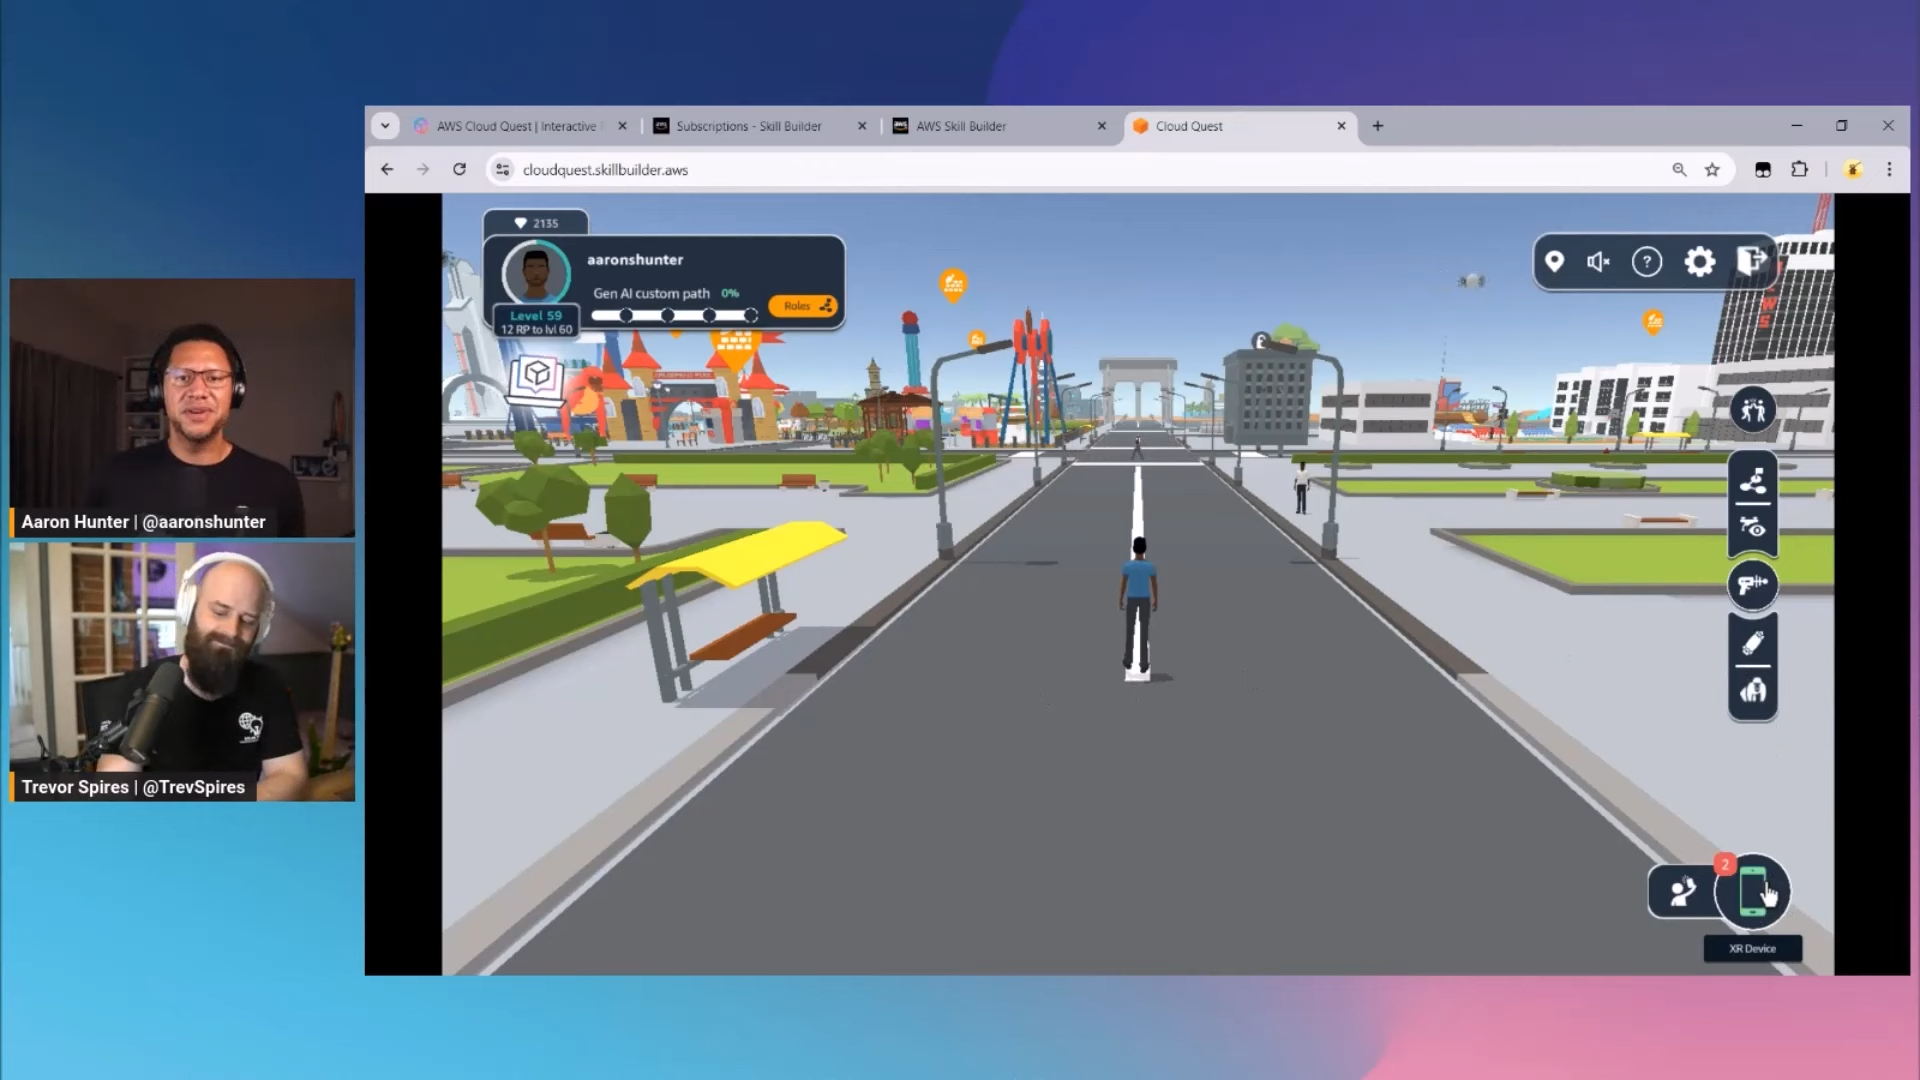 AWS Cloud Quest | Interactive
Subscriptions - Skill Builder
AWS Skill Builder
Cloud Quest
cloudquest.skillbuilder.aws
2135
aaronshunter
Gen AI custom path 0%
Roles
Level 59
12 RP to lvl 60
Aaron Hunter | @aaronshunter
Trevor Spires | @TrevSpires
2
XR Device